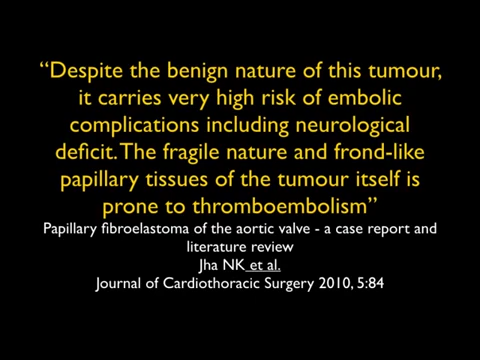 “Despite the benign nature of this tumour,
it carries very high risk of embolic
complications including neurological
deficit. The fragile nature and frond-like
papillary tissues of the tumour itself is
prone to thromboembolism”
Papillary fibroelastoma of the aortic valve - a case report and
literature review
Jha NK et al.
Journal of Cardiothoracic Surgery 2010, 5:84